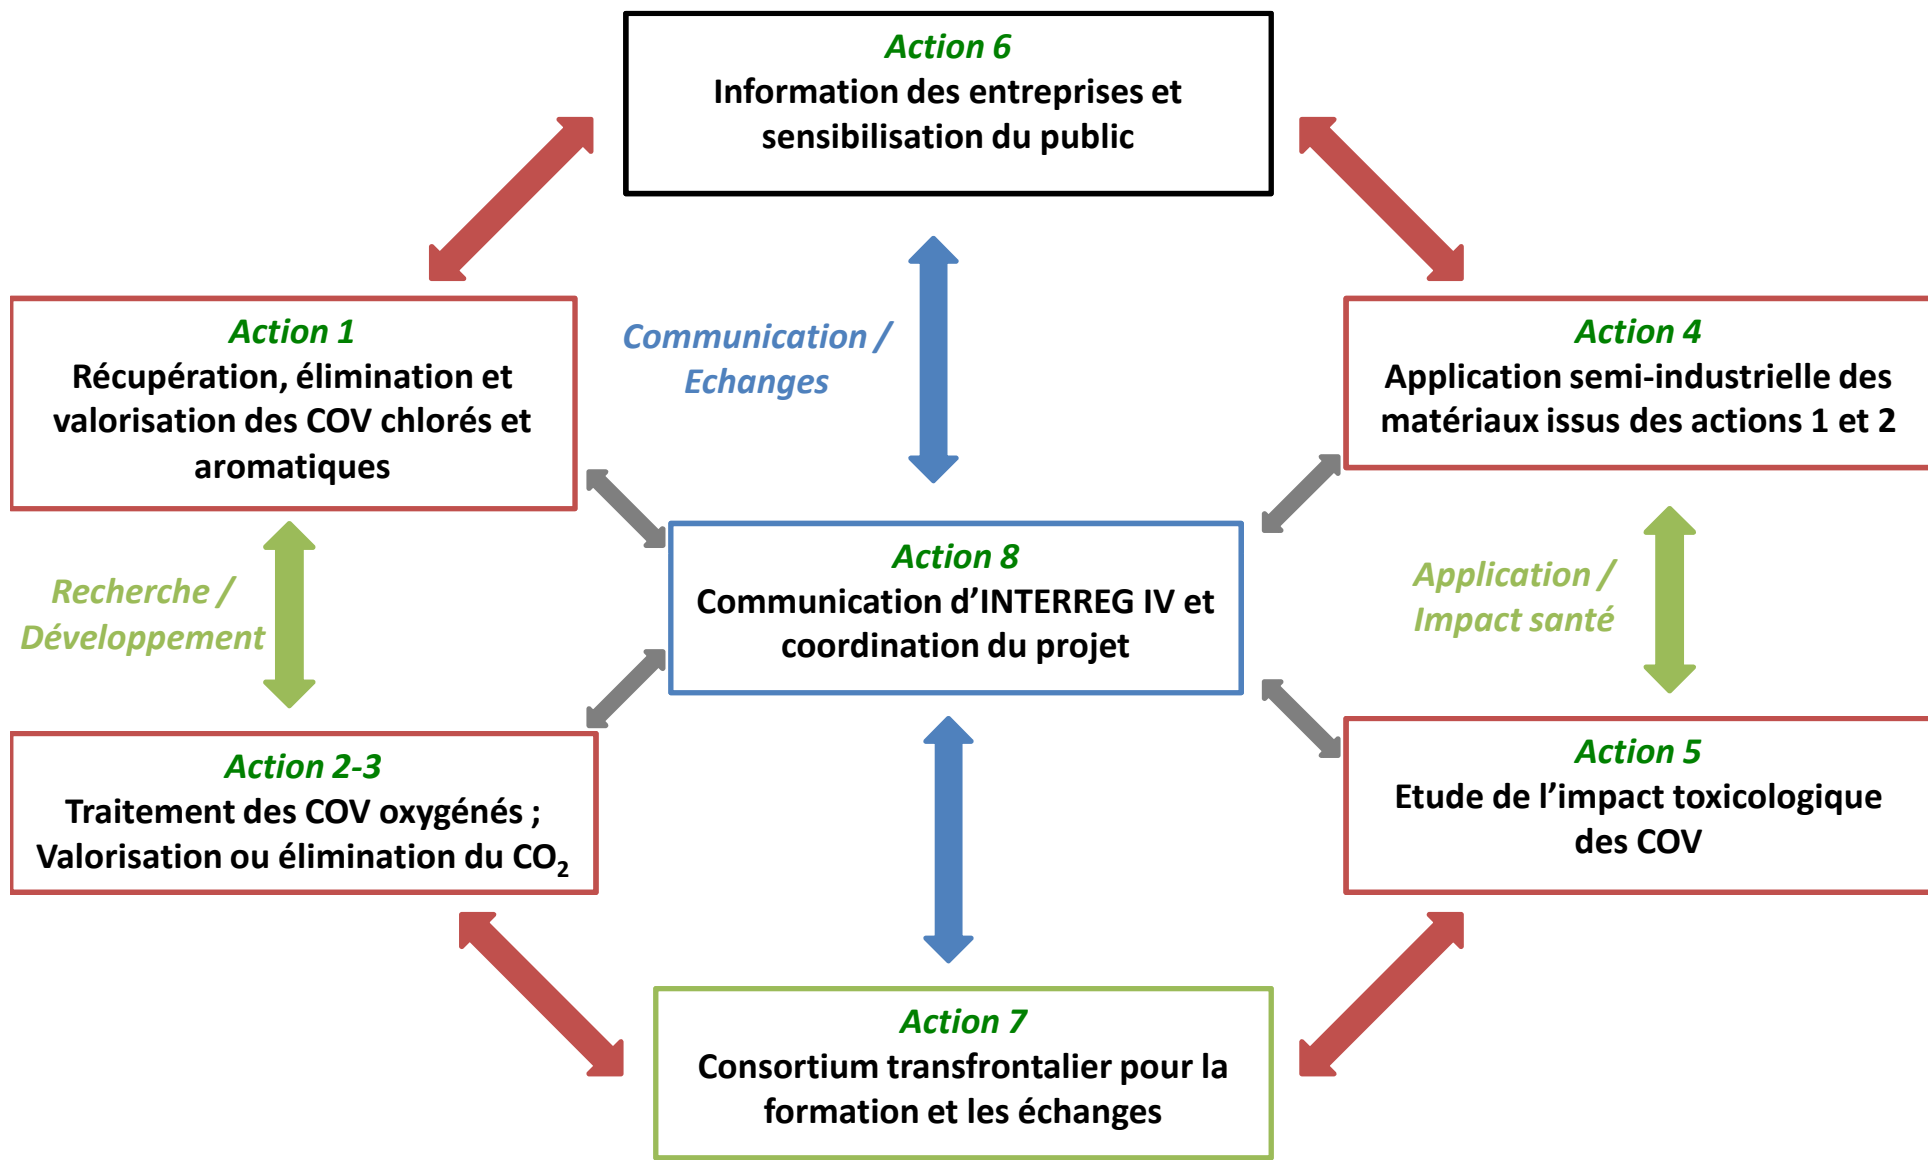 Action 6
Information des entreprises et
sensibilisation du public
Action 1
Récupération, élimination et
valorisation des COV chlorés et
aromatiques
Communication /
Echanges
Action 4
Application semi-industrielle des
matériaux issus des actions 1 et 2
Recherche /
Développement
Action 8
Communication d’INTERREG IV et
coordination du projet
Application /
Impact santé
Action 2-3
Traitement des COV oxygénés ;
Valorisation ou élimination du CO₂
Action 5
Etude de l’impact toxicologique
des COV
Action 7
Consortium transfrontalier pour la
formation et les échanges